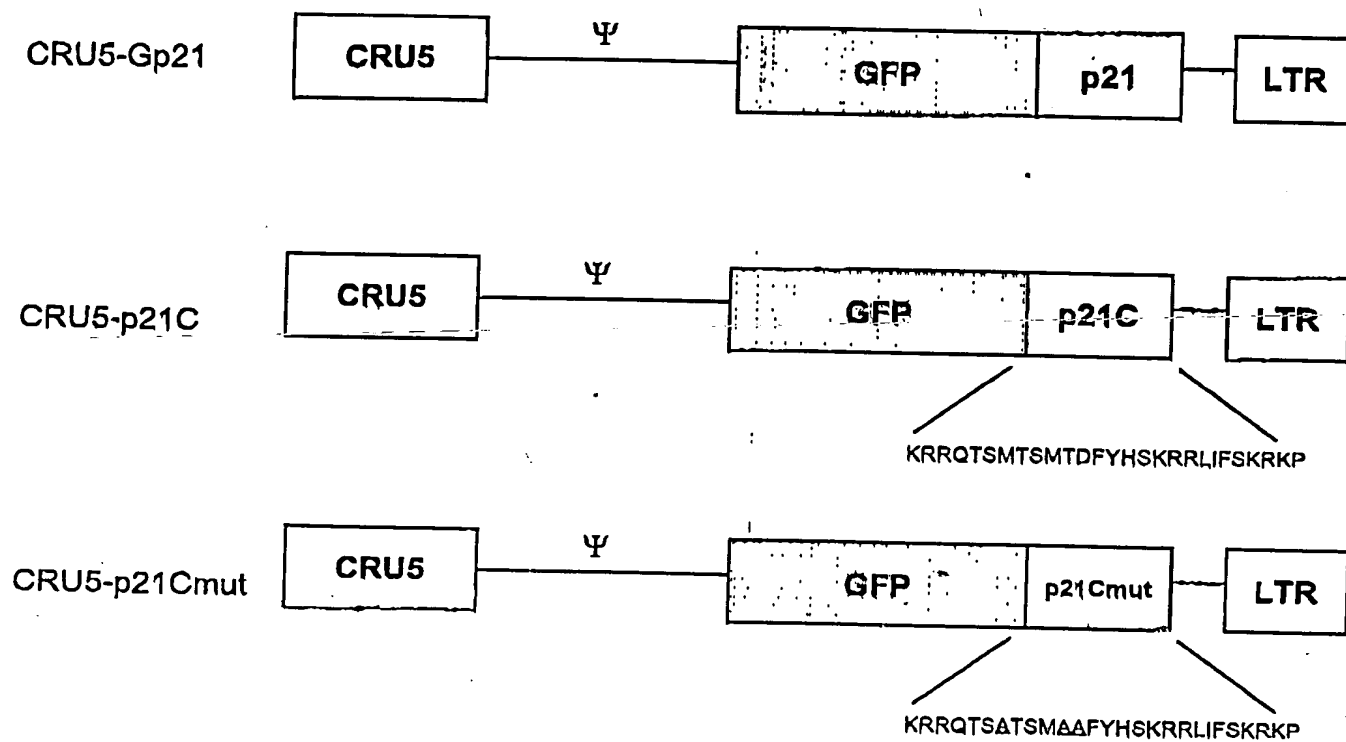 Ψ
CRU5-Gp21 CRU5 GFP p21 LTR
Ψ
CRU5-p21C CRU5 GFP p21C LTR
KRRQTSMTSMTDFYHSKRRLIFSKRKP
Ψ
CRU5-p21Cmut CRU5 GFP p21Cmut LTR
KRRQTSATSMAAFYHSKRRLIFSKRKP